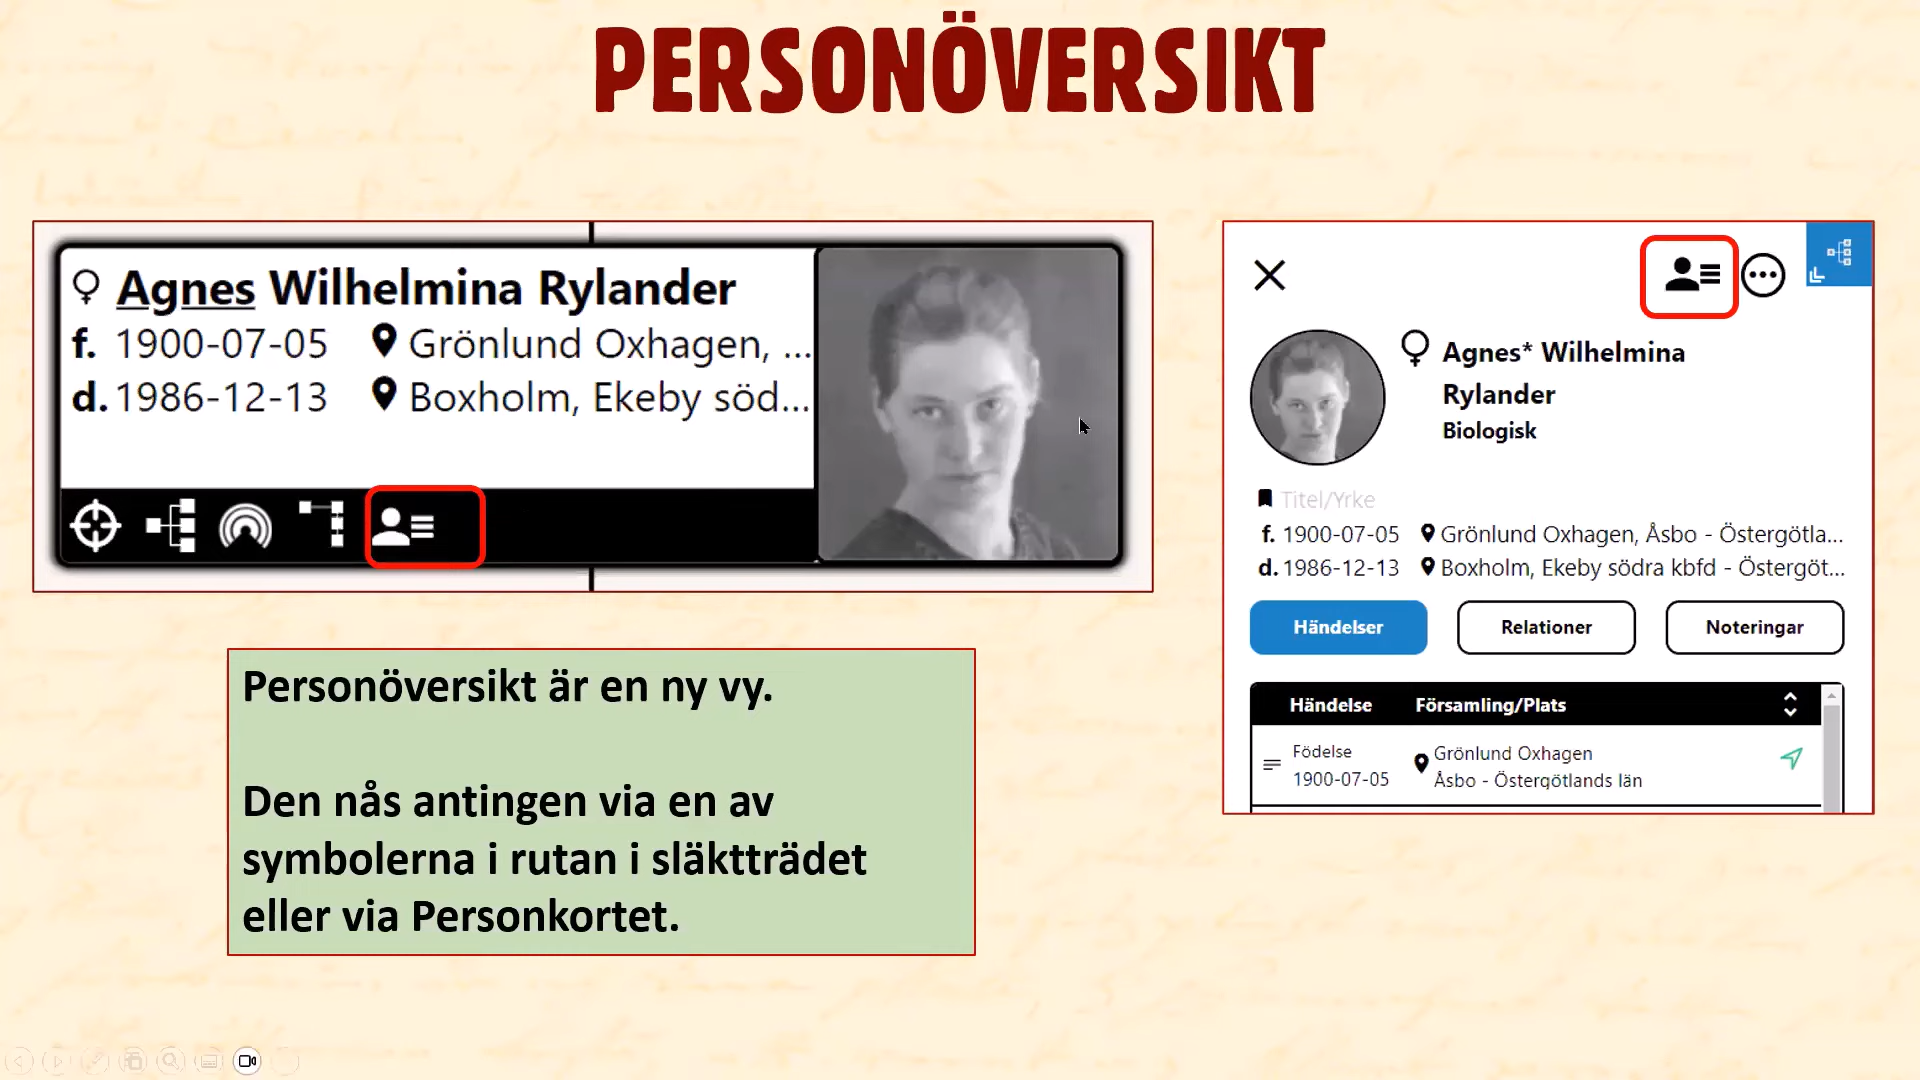 PERSONÖVERSIKT
Agnes Wilhelmina Rylander
f. 1900-07-05 Grönlund Oxhagen, ...
d. 1986-12-13 Boxholm, Ekeby söd...
Personöversikt är en ny vy.
Den nås antingen via en av
symbolerna i rutan i släktträdet
eller via Personkortet.
Agnes* Wilhelmina
Rylander
Biologisk
Titel/Yrke
f. 1900-07-05 Grönlund Oxhagen, Åsbo - Östergötla...
d. 1986-12-13 Boxholm, Ekeby södra kbfd - Östergöt...
Händelser Relationer Noteringar
Händelse Församling/Plats
Födelse Grönlund Oxhagen
1900-07-05 Åsbo - Östergötlands län